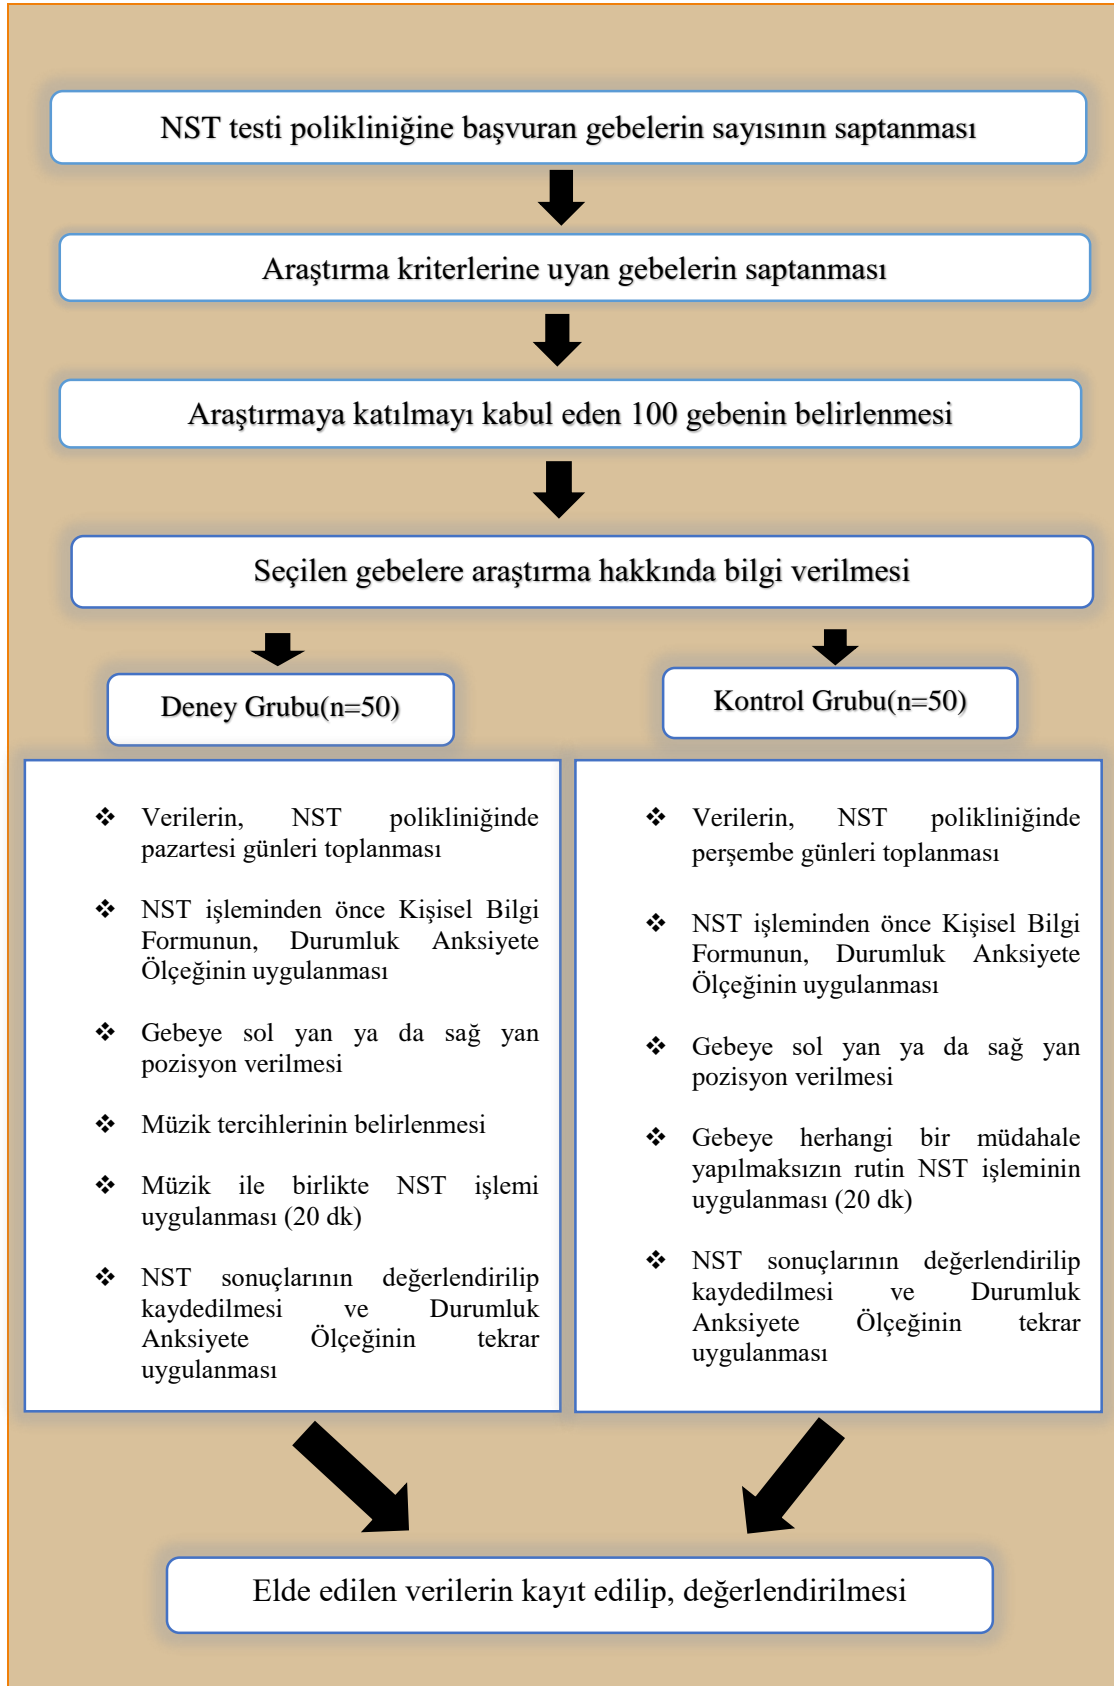 NST testi polikliniğine başvuran gebelerin sayısının saptanması
Araştırma kriterlerine uyan gebelerin saptanması
Araştırmaya katılmayı kabul eden 100 gebenin belirlenmesi
Seçilen gebelere araştırma hakkında bilgi verilmesi
Deney Grubu(n=50)
❖ Verilerin, NST polikliniğinde
pazartesi günleri toplanması
❖ NST işleminden önce Kişisel Bilgi
Formunun, Durumluk Anksiyete
Ölçeğinin uygulanması
❖ Gebeye sol yan ya da sağ yan
pozisyon verilmesi
❖ Müzik tercihlerinin belirlenmesi
❖ Müzik ile birlikte NST işlemi
uygulanması (20 dk)
❖ NST sonuçlarının değerlendirilip
kaydedilmesi ve Durumluk
Anksiyete Ölçeğinin tekrar
uygulanması
Kontrol Grubu(n=50)
❖ Verilerin, NST polikliniğinde
perşembe günleri toplanması
❖ NST işleminden önce Kişisel Bilgi
Formunun, Durumluk Anksiyete
Ölçeğinin uygulanması
❖ Gebeye sol yan ya da sağ yan
pozisyon verilmesi
❖ Gebeye herhangi bir müdahale
yapılmaksızın rutin NST işleminin
uygulanması (20 dk)
❖ NST sonuçlarının değerlendirilip
kaydedilmesi ve Durumluk
Anksiyete Ölçeğinin tekrar
uygulanması
Elde edilen verilerin kayıt edilip, değerlendirilmesi